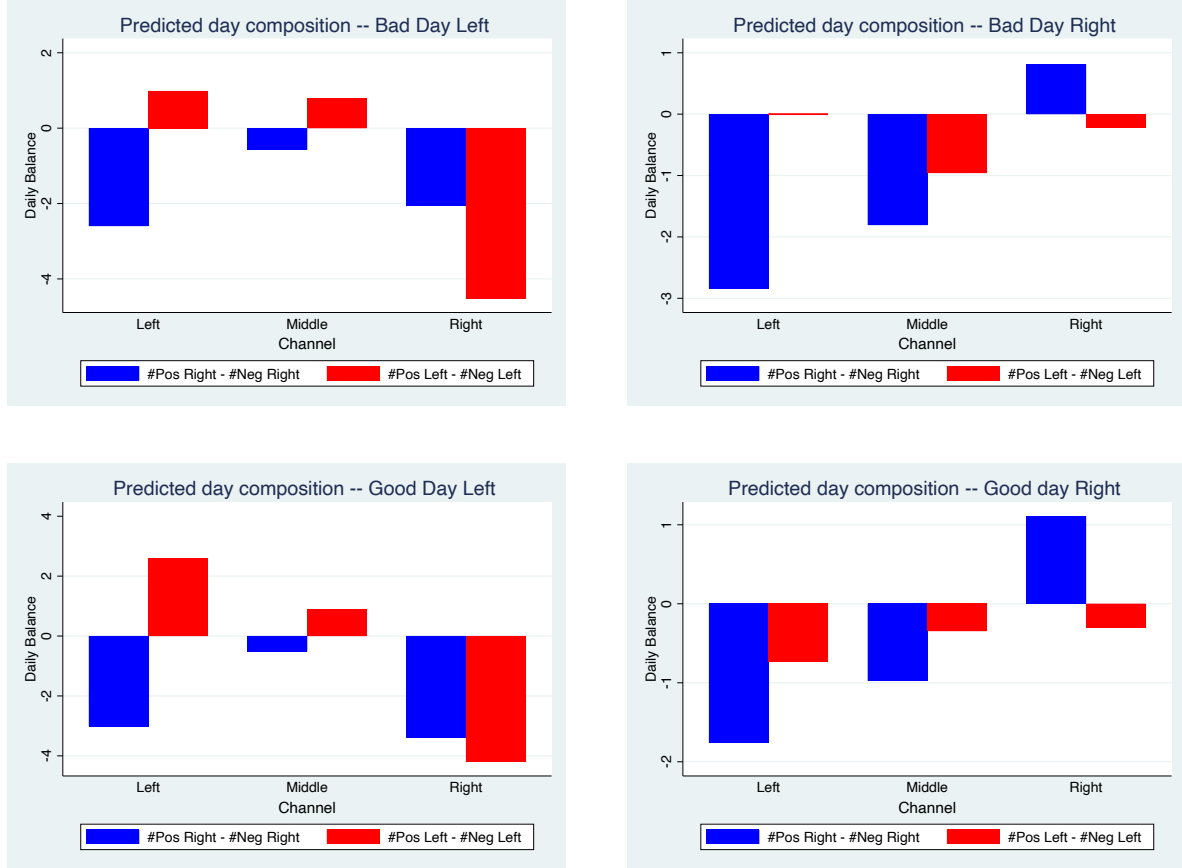 Predicted day composition -- Bad Day Left
2
0
-2
-4
Daily Balance
Left Middle Right
Channel
#Pos Right - #Neg Right #Pos Left - #Neg Left
Predicted day composition -- Bad Day Right
1
0
-1
-2
-3
Daily Balance
Left Middle Right
Channel
#Pos Right - #Neg Right #Pos Left - #Neg Left
Predicted day composition -- Good Day Left
4
2
0
-2
-4
Daily Balance
Left Middle Right
Channel
#Pos Right - #Neg Right #Pos Left - #Neg Left
Predicted day composition -- Good day Right
1
0
-1
-2
Daily Balance
Left Middle Right
Channel
#Pos Right - #Neg Right #Pos Left - #Neg Left